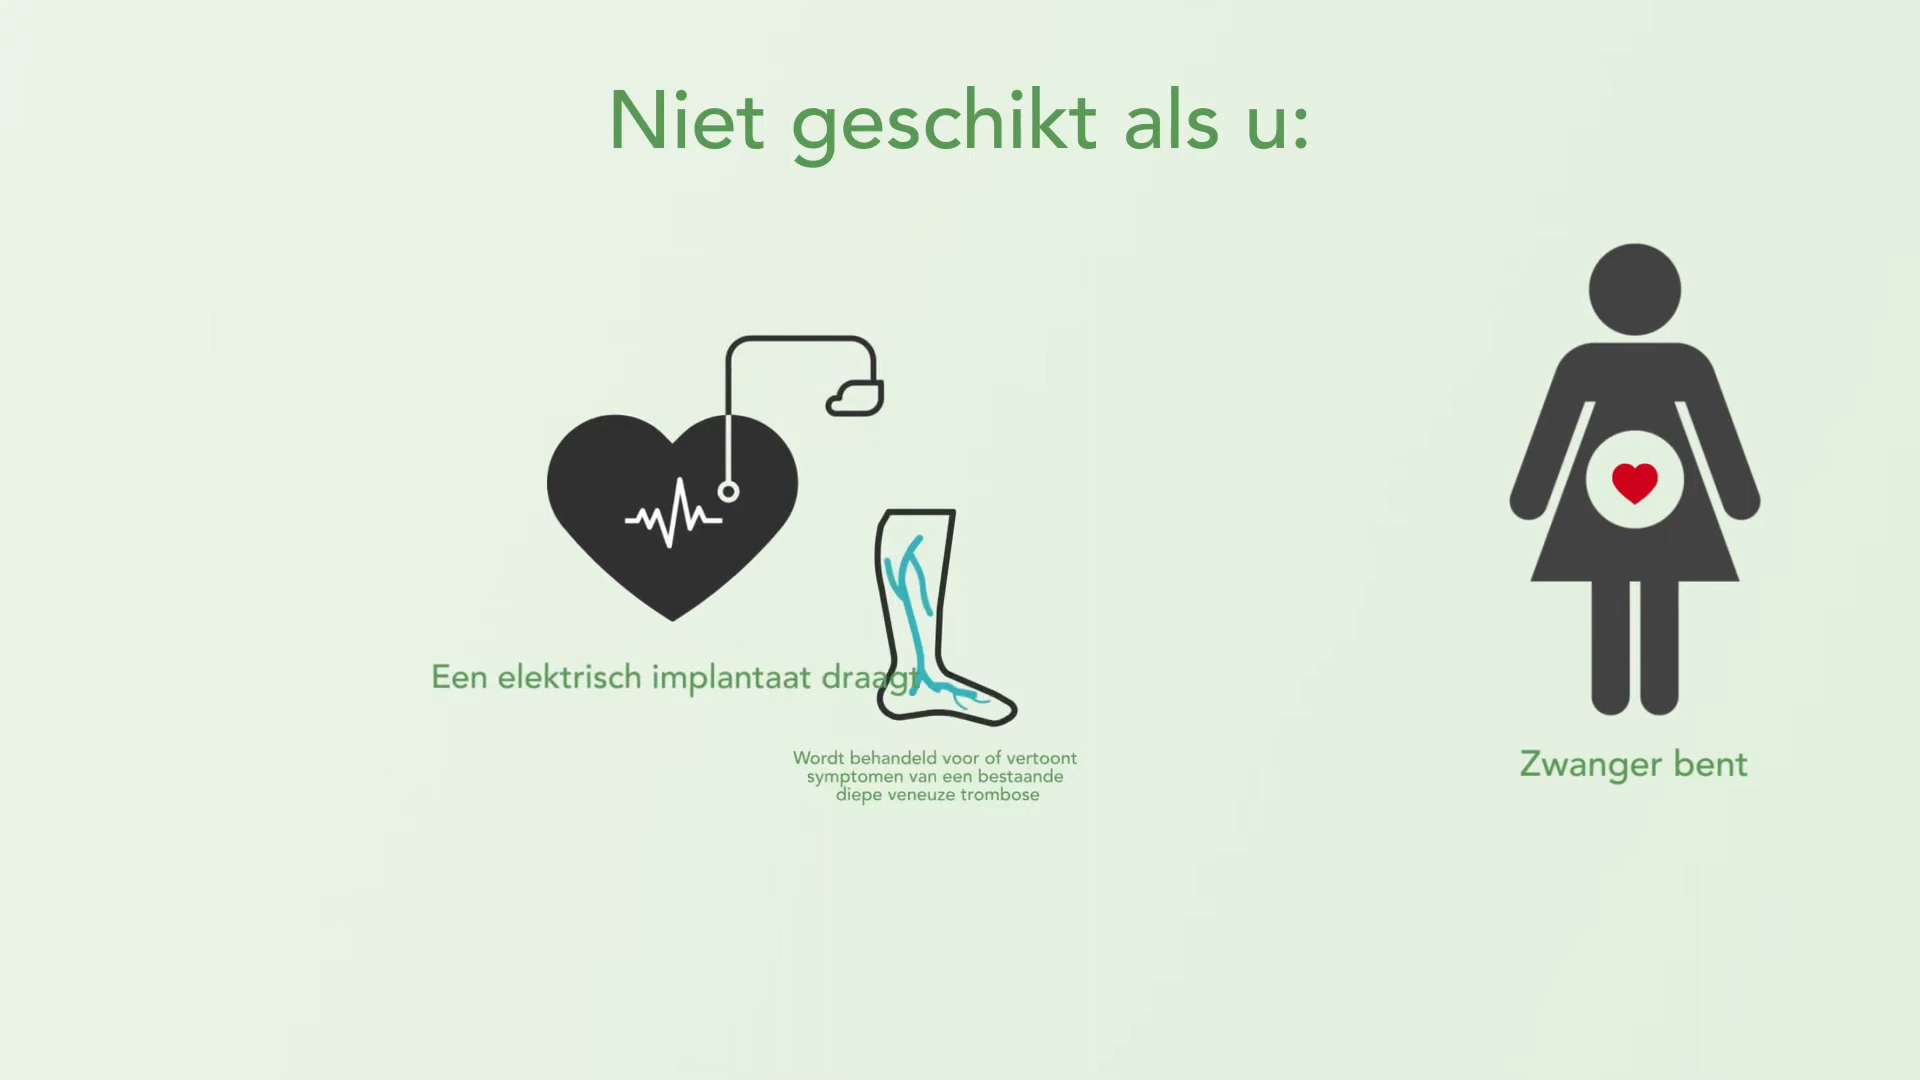 Niet geschikt als u:
Een elektrisch implantaat draagt
Wordt behandeld voor of vertoont
symptomen van een bestaande
diepe veneuze trombose
Zwanger bent